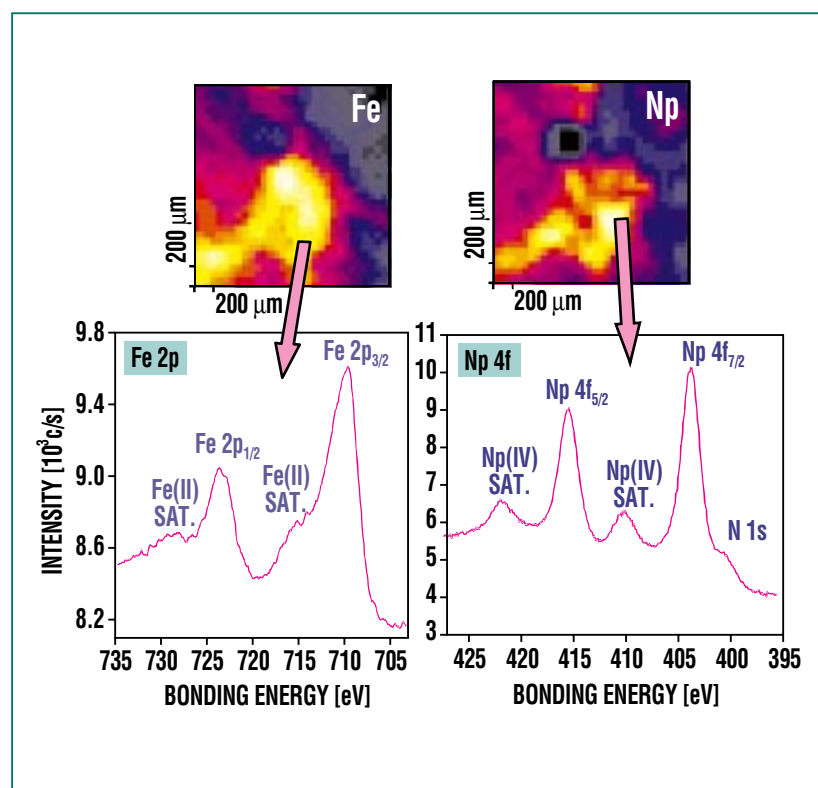 Fe
Np
200 μm
200 μm
200 μm
200 μm
Fe 2p
Fe 2p3/2
Fe 2p1/2
Fe(II)
SAT.
Fe(II)
SAT.
INTENSITY [10³c/s]
9.8
9.6
9.0
8.6
8.2
735
730
725
720
715
710
705
BONDING ENERGY [eV]
Np 4f
Np 4f7/2
Np 4f5/2
Np(IV)
SAT.
Np(IV)
SAT.
N 1s
11
10
9
8
7
6
5
4
3
425
420
415
410
404
400
395
BONDING ENERGY [eV]